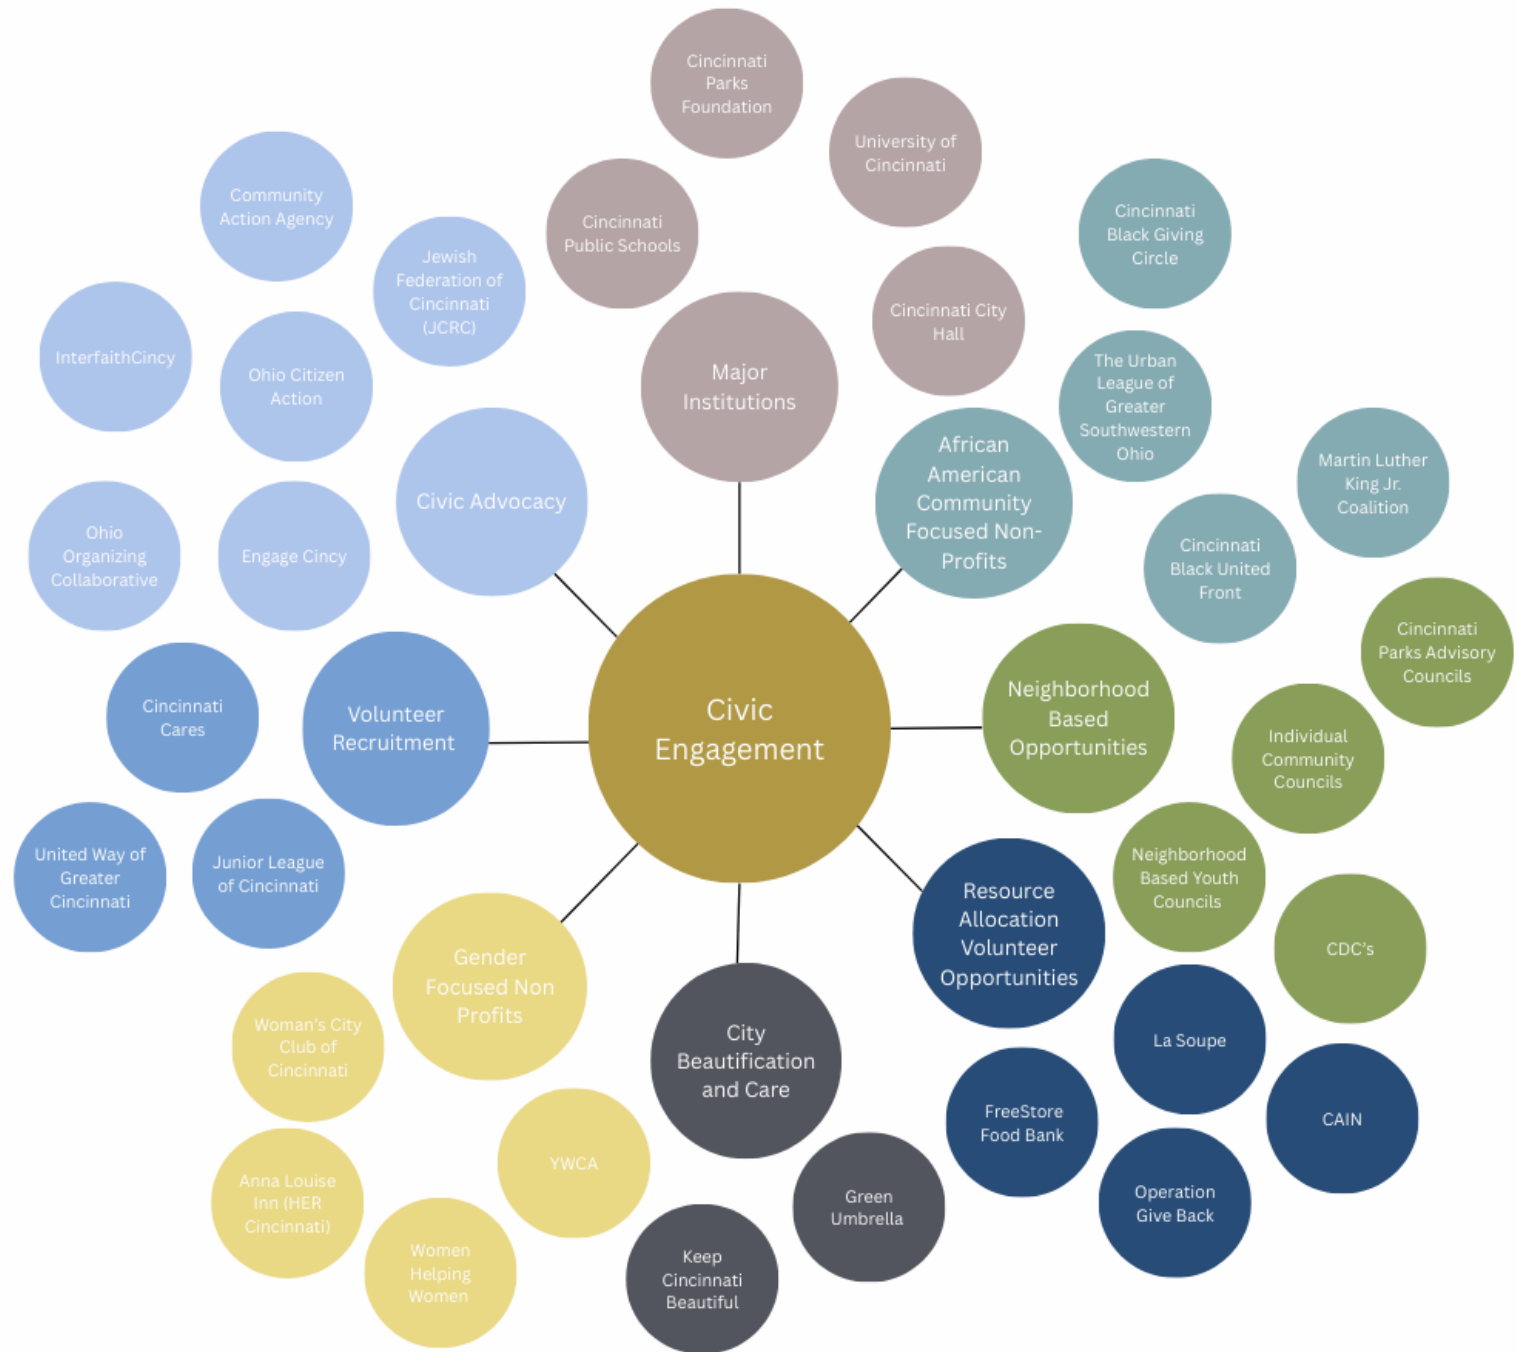 Cincinnati
Parks
Foundation
University of
Cincinnati
Cincinnati
Public Schools
Cincinnati City
Hall
Major
Institutions
Community
Action Agency
Jewish
Federation of
Cincinnati
(JCRC)
InterfaithCincy
Ohio Citizen
Action
Ohio
Organizing
Collaborative
Engage Cincy
Civic Advocacy
Cincinnati
Black Giving
Circle
The Urban
League of
Greater
Southwestern
Ohio
Martin Luther
King Jr.
Coalition
Cincinnati
Black United
Front
African
American
Community
Focused Non-
Profits
Civic
Engagement
Neighborhood
Based
Opportunities
Cincinnati
Parks Advisory
Councils
Individual
Community
Councils
Neighborhood
Based Youth
Councils
CDC's
Volunteer
Recruitment
Cincinnati
Cares
United Way of
Greater
Cincinnati
Junior League
of Cincinnati
Resource
Allocation
Volunteer
Opportunities
La Soupe
CAIN
FreeStore
Food Bank
Operation
Give Back
Gender
Focused Non
Profits
Woman's City
Club of
Cincinnati
Anna Louise
Inn (HER
Cincinnati)
Women
Helping
Women
YWCA
City
Beautification
and Care
Green
Umbrella
Keep
Cincinnati
Beautiful